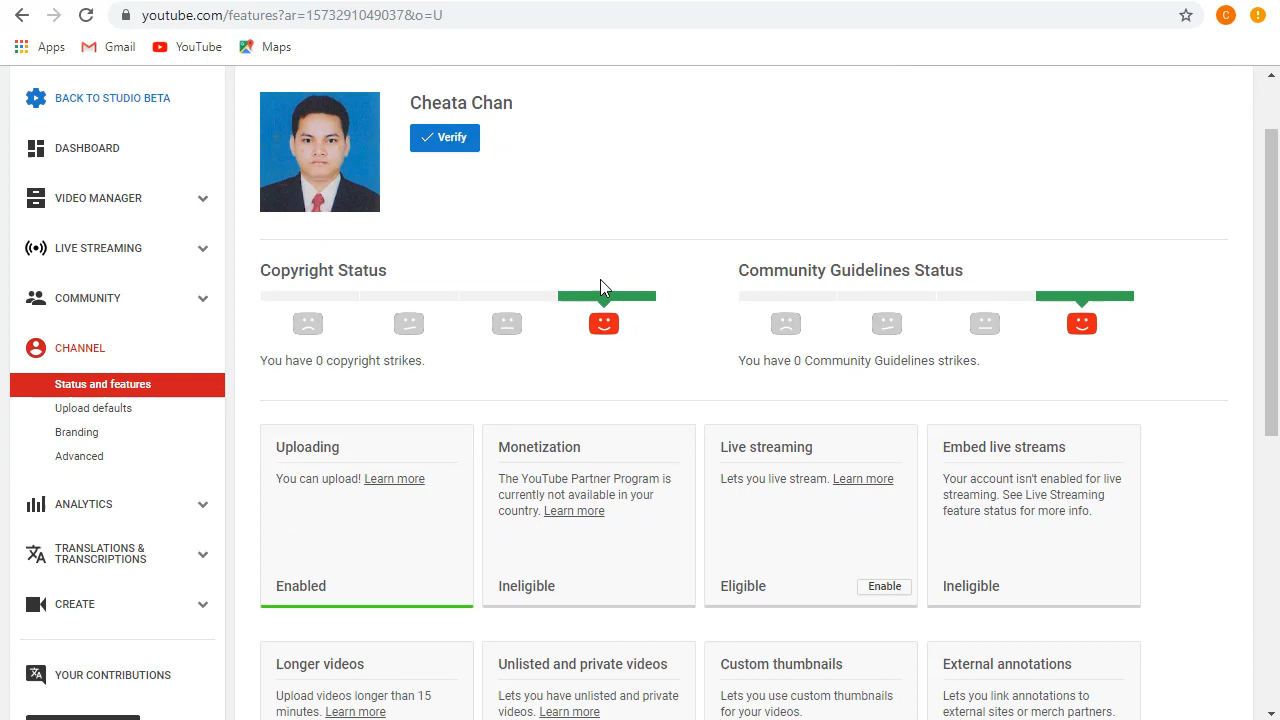 youtube.com/features?ar=1573291049037&o=U
C
Apps
Gmail
YouTube
Maps
BACK TO STUDIO BETA
DASHBOARD
VIDEO MANAGER
LIVE STREAMING
COMMUNITY
CHANNEL
Status and features
Upload defaults
Branding
Advanced
ANALYTICS
TRANSLATIONS &
TRANSCRIPTIONS
CREATE
YOUR CONTRIBUTIONS
Cheata Chan
Verify
Copyright Status
You have 0 copyright strikes.
Community Guidelines Status
You have 0 Community Guidelines strikes.
Uploading
You can upload! Learn more
Enabled
Monetization
The YouTube Partner Program is
currently not available in your
country. Learn more
Ineligible
Live streaming
Lets you live stream. Learn more
Eligible
Enable
Embed live streams
Your account isn't enabled for live
streaming. See Live Streaming
feature status for more info.
Ineligible
Longer videos
Upload videos longer than 15
minutes. Learn more
Unlisted and private videos
Lets you have unlisted and private
videos. Learn more
Custom thumbnails
Lets you use custom thumbnails
for your videos.
External annotations
Lets you link annotations to
external sites or merch partners.